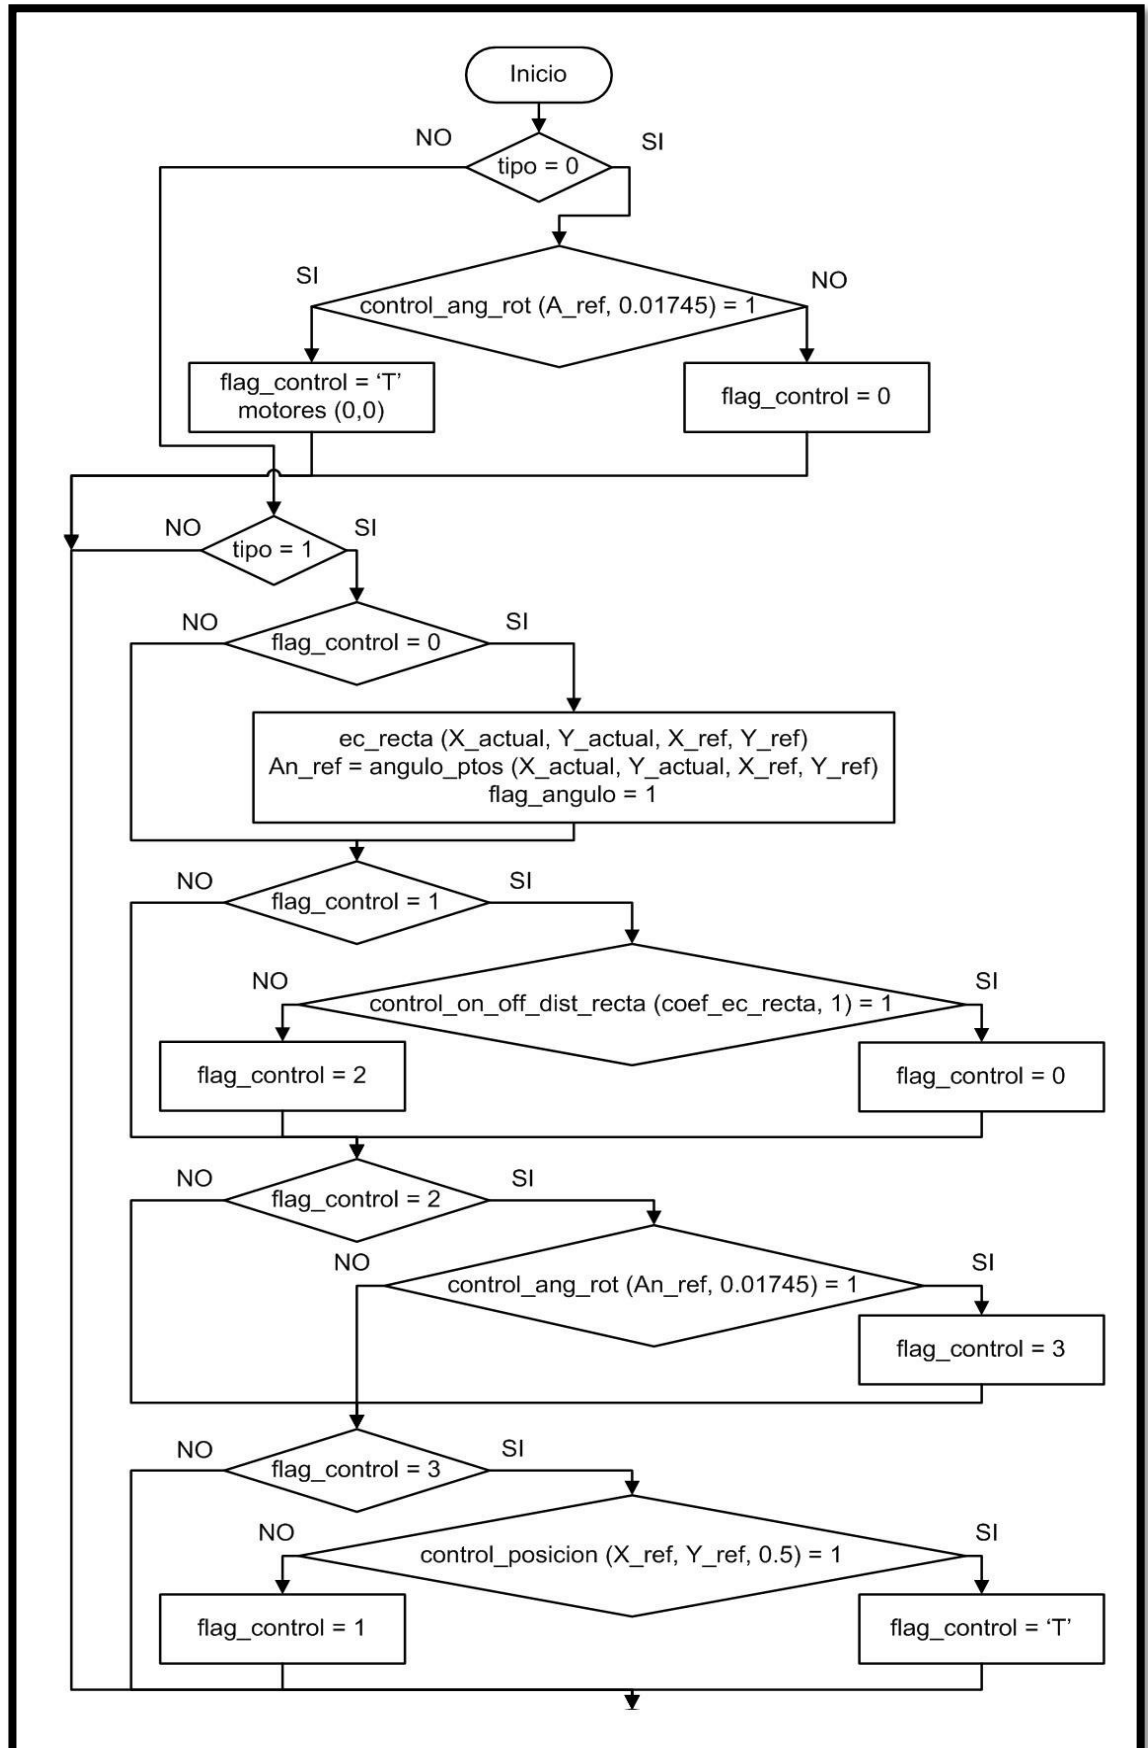 Inicio
NO
SI
tipo = 0
SI
NO
control_ang_rot (A_ref, 0.01745) = 1
flag_control = ‘T’
motores (0,0)
flag_control = 0
NO
SI
tipo = 1
NO
SI
flag_control = 0
ec_recta (X_actual, Y_actual, X_ref, Y_ref)
An_ref = angulo_ptos (X_actual, Y_actual, X_ref, Y_ref)
flag_angulo = 1
NO
SI
flag_control = 1
NO
SI
control_on_off_dist_recta (coef_ec_recta, 1) = 1
flag_control = 2
flag_control = 0
NO
SI
flag_control = 2
NO
SI
control_ang_rot (An_ref, 0.01745) = 1
flag_control = 3
NO
SI
flag_control = 3
NO
SI
control_posicion (X_ref, Y_ref, 0.5) = 1
flag_control = 1
flag_control = ‘T’